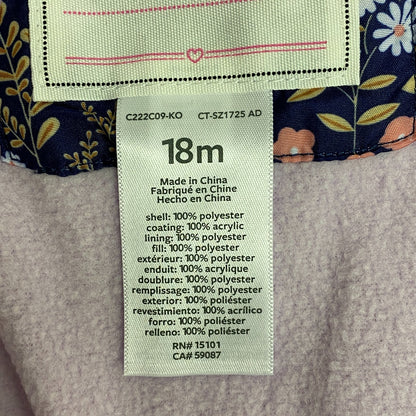 C222C09-KO CT-SZ1725 AD
18m
Made in China
Fabriqué en Chine
Hecho en China
shell: 100% polyester
coating: 100% acrylic
lining: 100% polyester
fill: 100% polyester
extérieur: 100% polyester
enduit: 100% acrylique
doublure: 100% polyester
remplissage: 100% polyester
exterior: 100% poliéster
revestimiento: 100% acrílico
forro: 100% poliéster
relleno: 100% poliéster
RN# 15101
CA# 59087